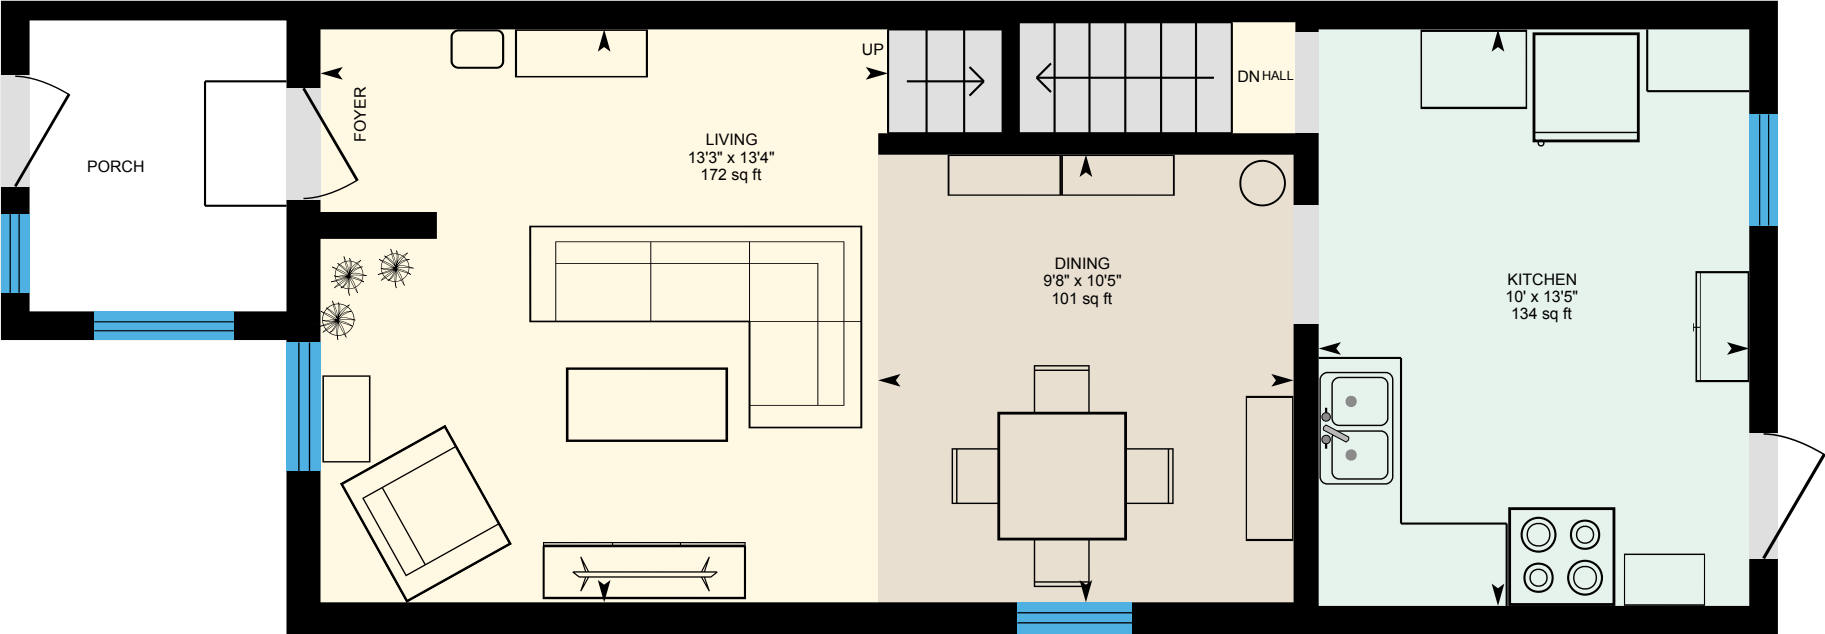 UP
DN HALL
FOYER
LIVING
13'3" x 13'4"
172 sq ft
PORCH
DINING
9'8" x 10'5"
101 sq ft
KITCHEN
10' x 13'5"
134 sq ft